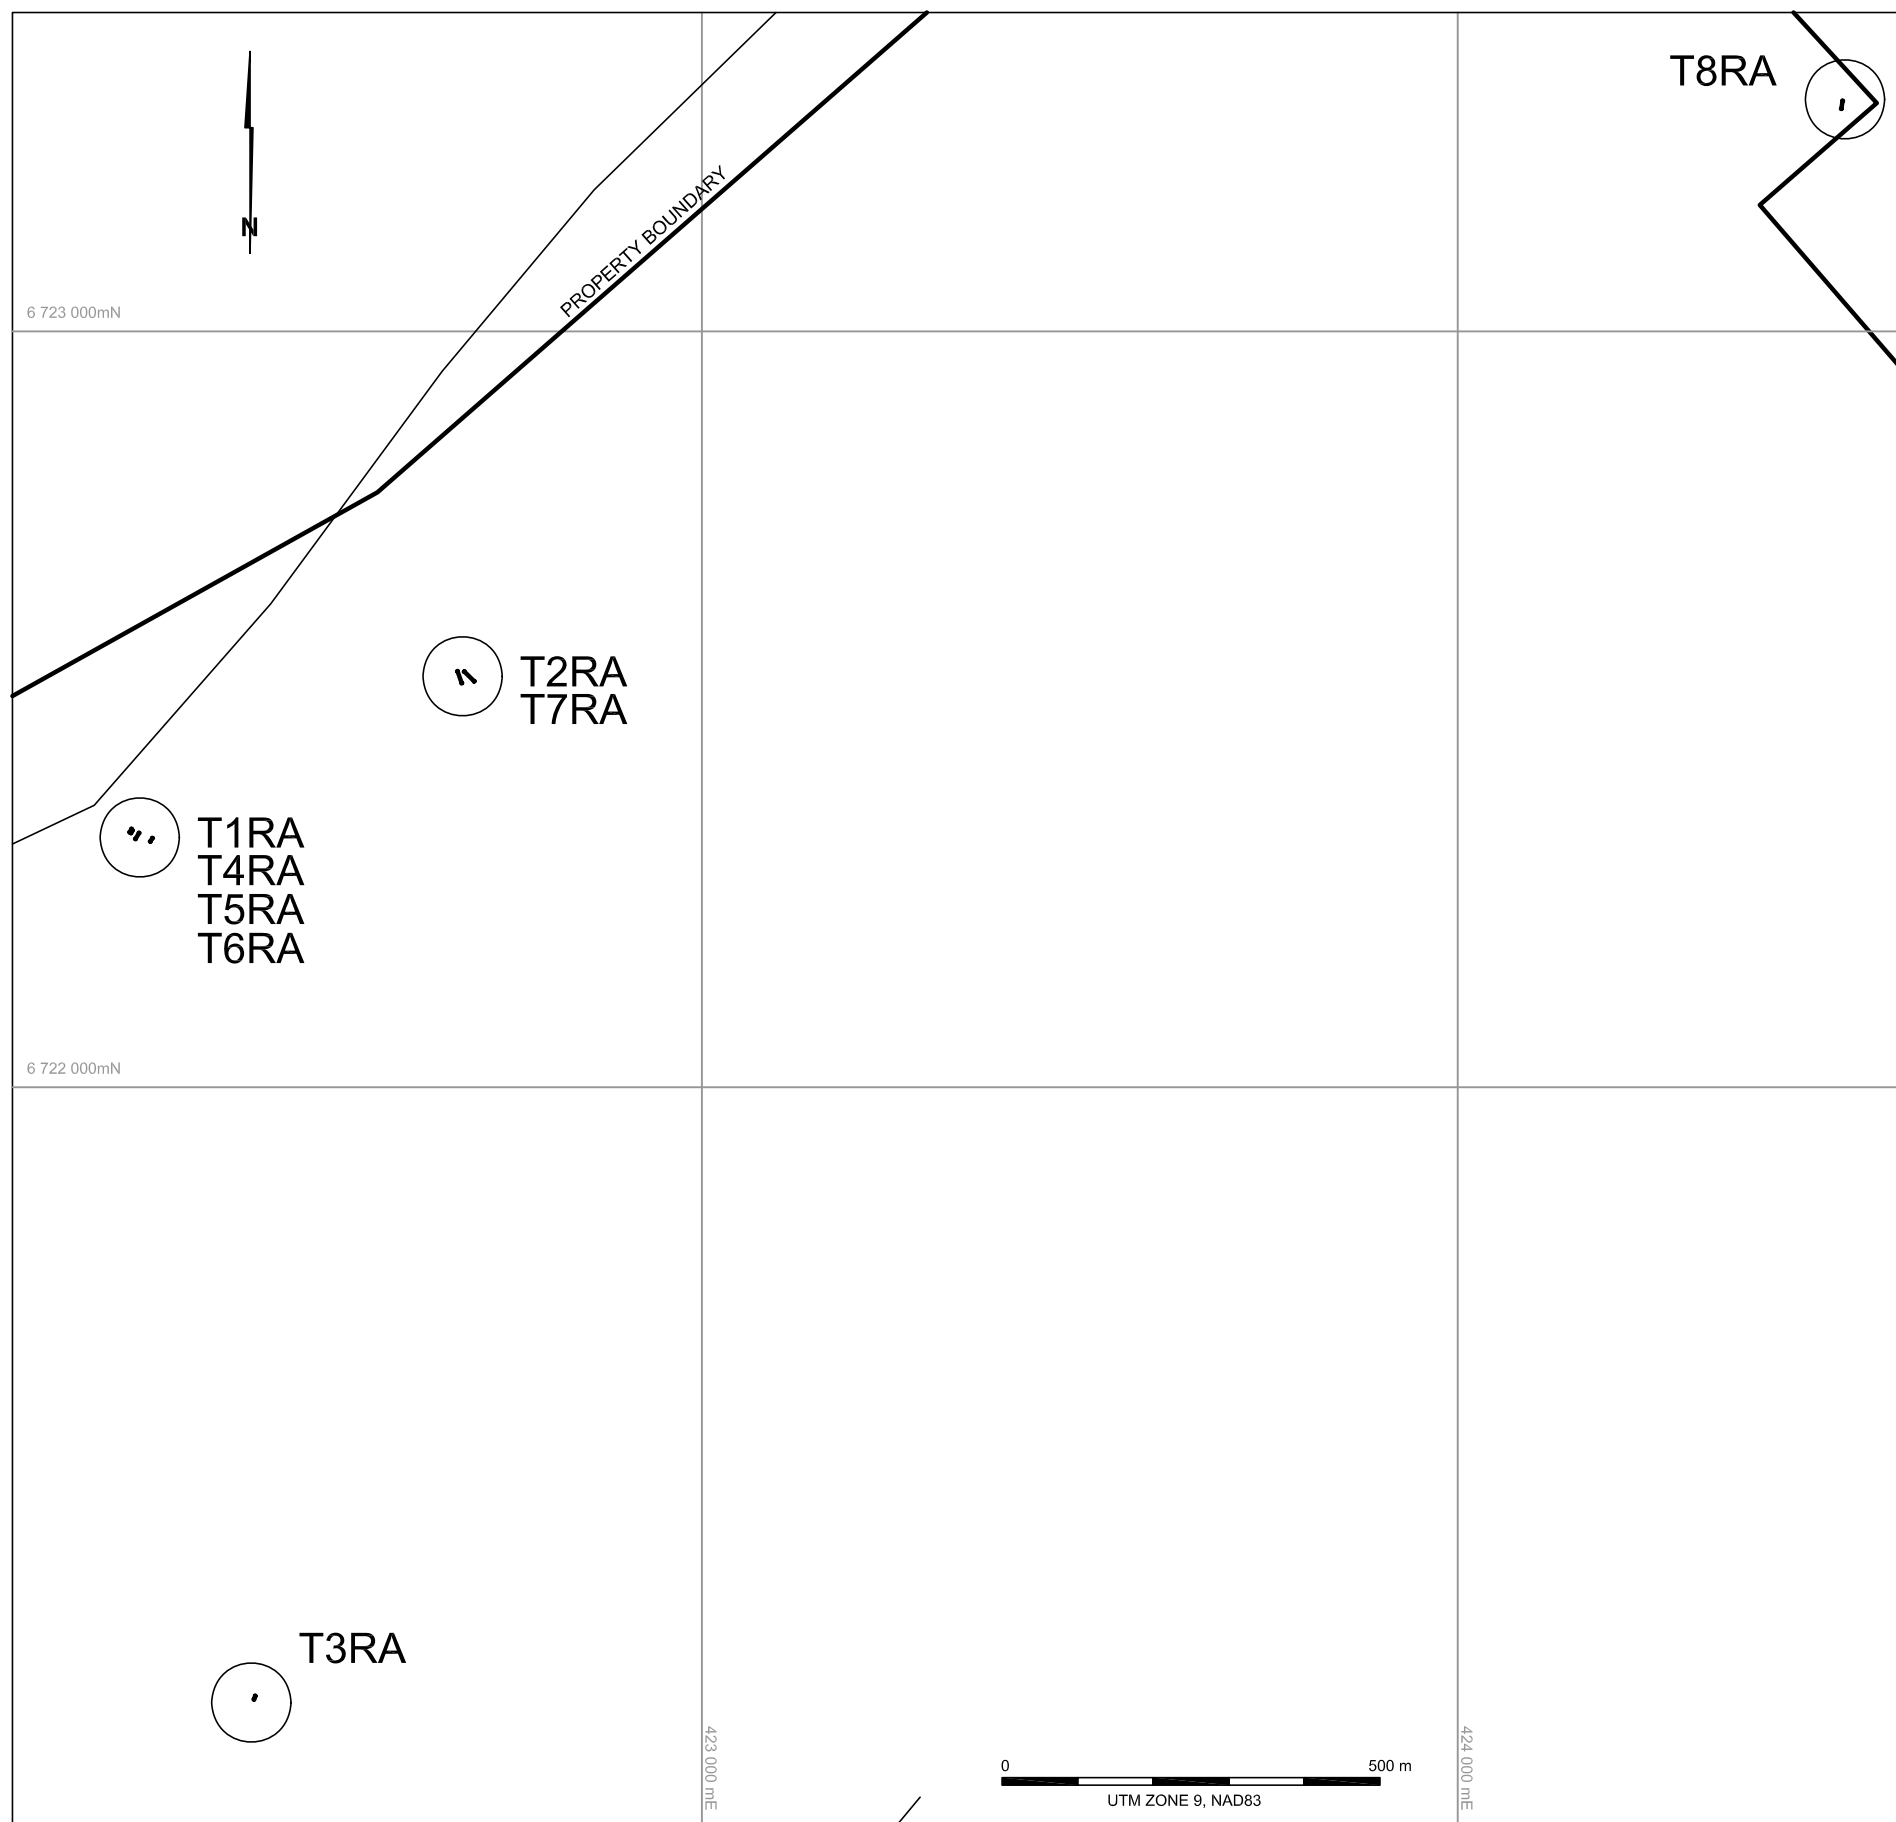 T8RA
N
PROPERTY BOUNDARY
6 723 000mN
T2RA
T7RA
T1RA
T4RA
T5RA
T6RA
6 722 000mN
T3RA
423 000 mE
424 000 mE
0 500 m
UTM ZONE 9, NAD83